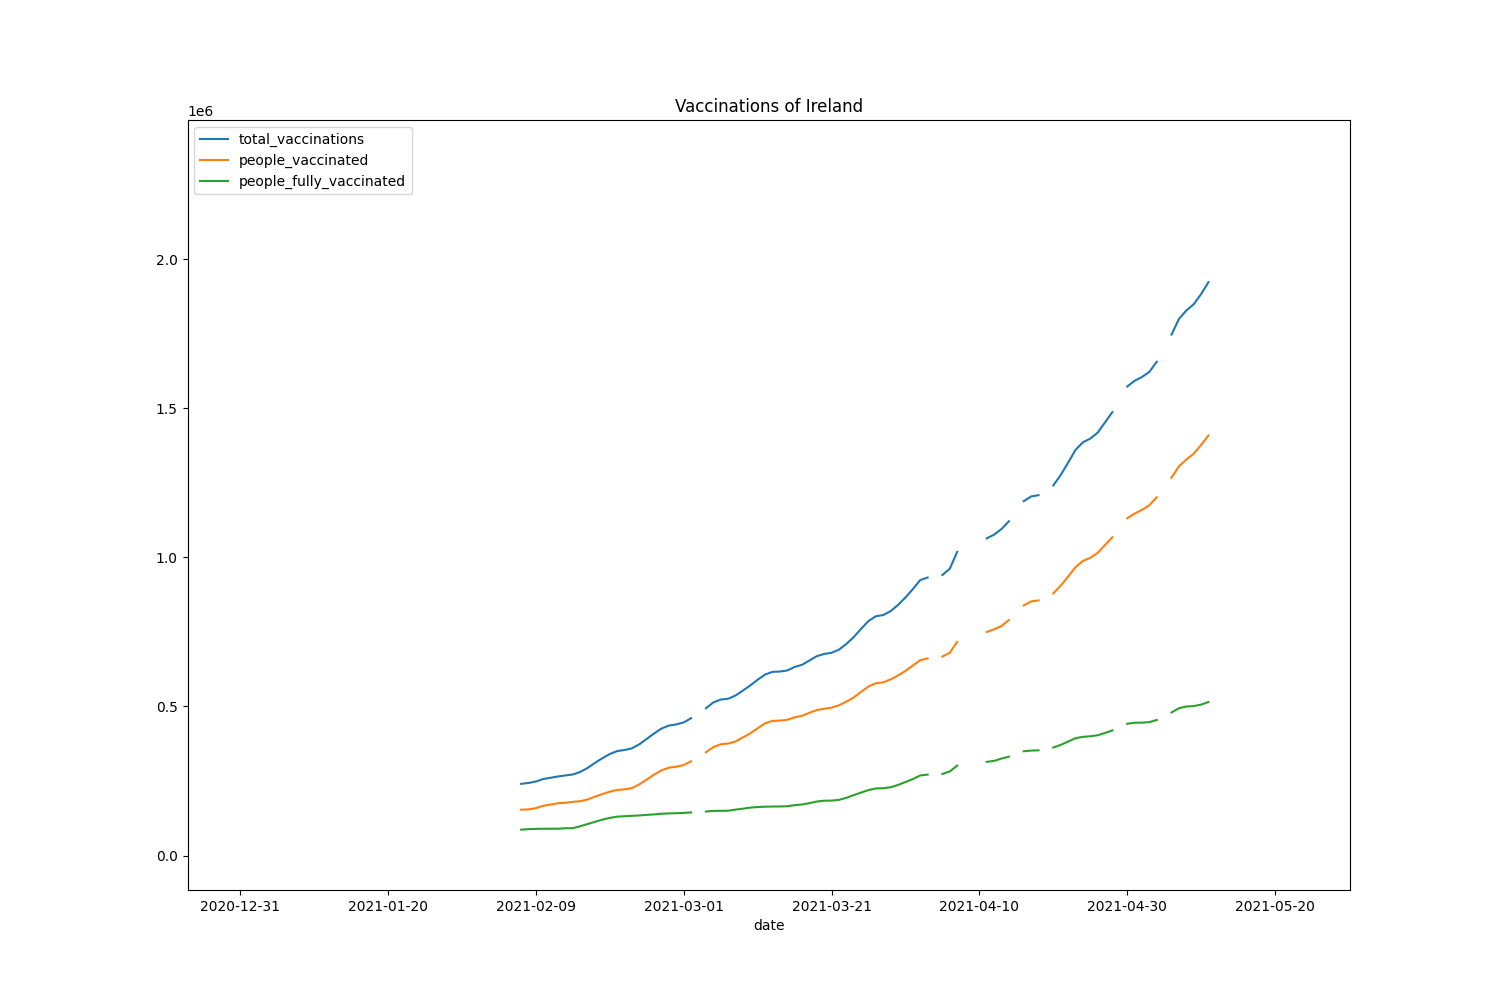 Vaccinations of Ireland
1e6
total_vaccinations
people_vaccinated
people_fully_vaccinated
2.0
1.5
1.0
0.5
0.0
2020-12-31 2021-01-20 2021-02-09 2021-03-01 2021-03-21 2021-04-10 2021-04-30 2021-05-20
date